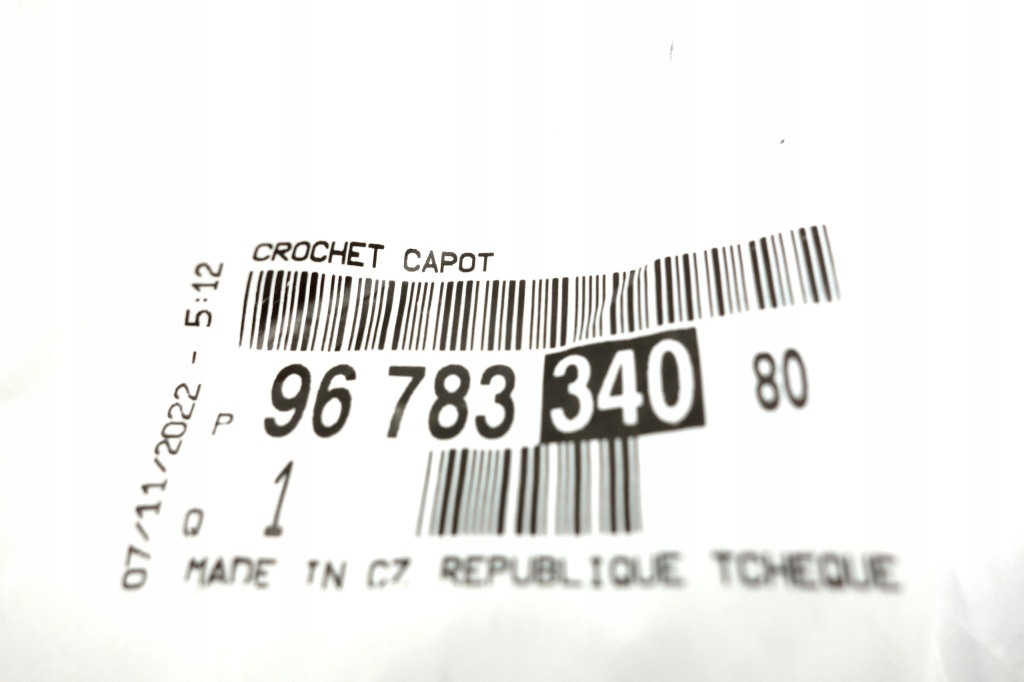 CROCHET CAPOT
P 96 783 340 80
Q 1
MADE IN CZ REPUBLIQUE TCHEQUE
07/11/2022 - 5:12